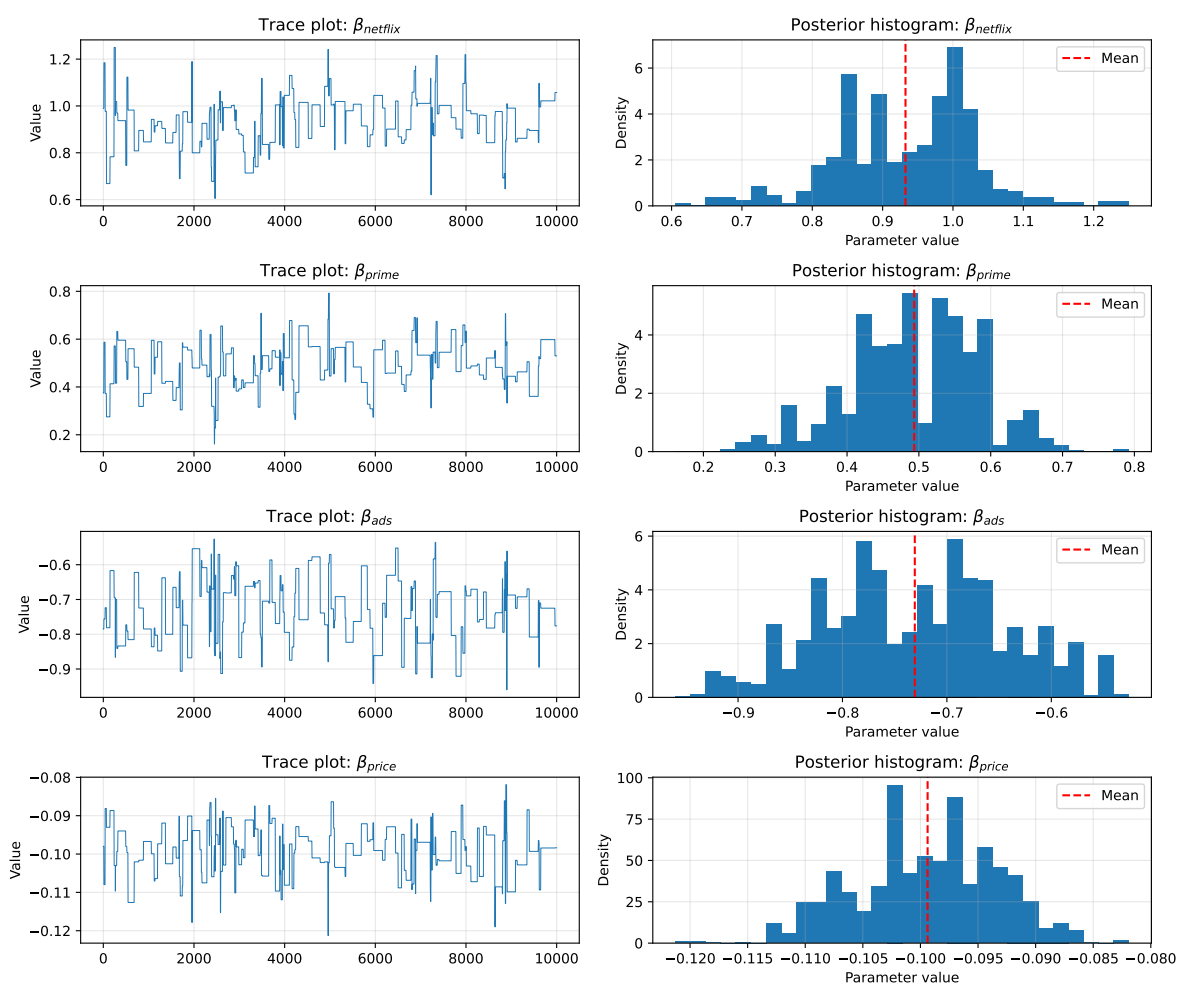 Trace plot: β_netflix
Value
1.2
1.0
0.8
0.6
0 2000 4000 6000 8000 10000
Posterior histogram: β_netflix
Mean
Density
6
4
2
0
0.6 0.7 0.8 0.9 1.0 1.1 1.2
Parameter value
Trace plot: β_prime
Value
0.8
0.6
0.4
0.2
0 2000 4000 6000 8000 10000
Posterior histogram: β_prime
Mean
Density
4
2
0
0.2 0.3 0.4 0.5 0.6 0.7 0.8
Parameter value
Trace plot: β_ads
Value
−0.6
−0.7
−0.8
−0.9
0 2000 4000 6000 8000 10000
Posterior histogram: β_ads
Mean
Density
6
4
2
0
−0.9 −0.8 −0.7 −0.6
Parameter value
Trace plot: β_price
Value
−0.08
−0.09
−0.10
−0.11
−0.12
0 2000 4000 6000 8000 10000
Posterior histogram: β_price
Mean
Density
100
75
50
25
0
−0.120 −0.115 −0.110 −0.105 −0.100 −0.095 −0.090 −0.085 −0.080
Parameter value